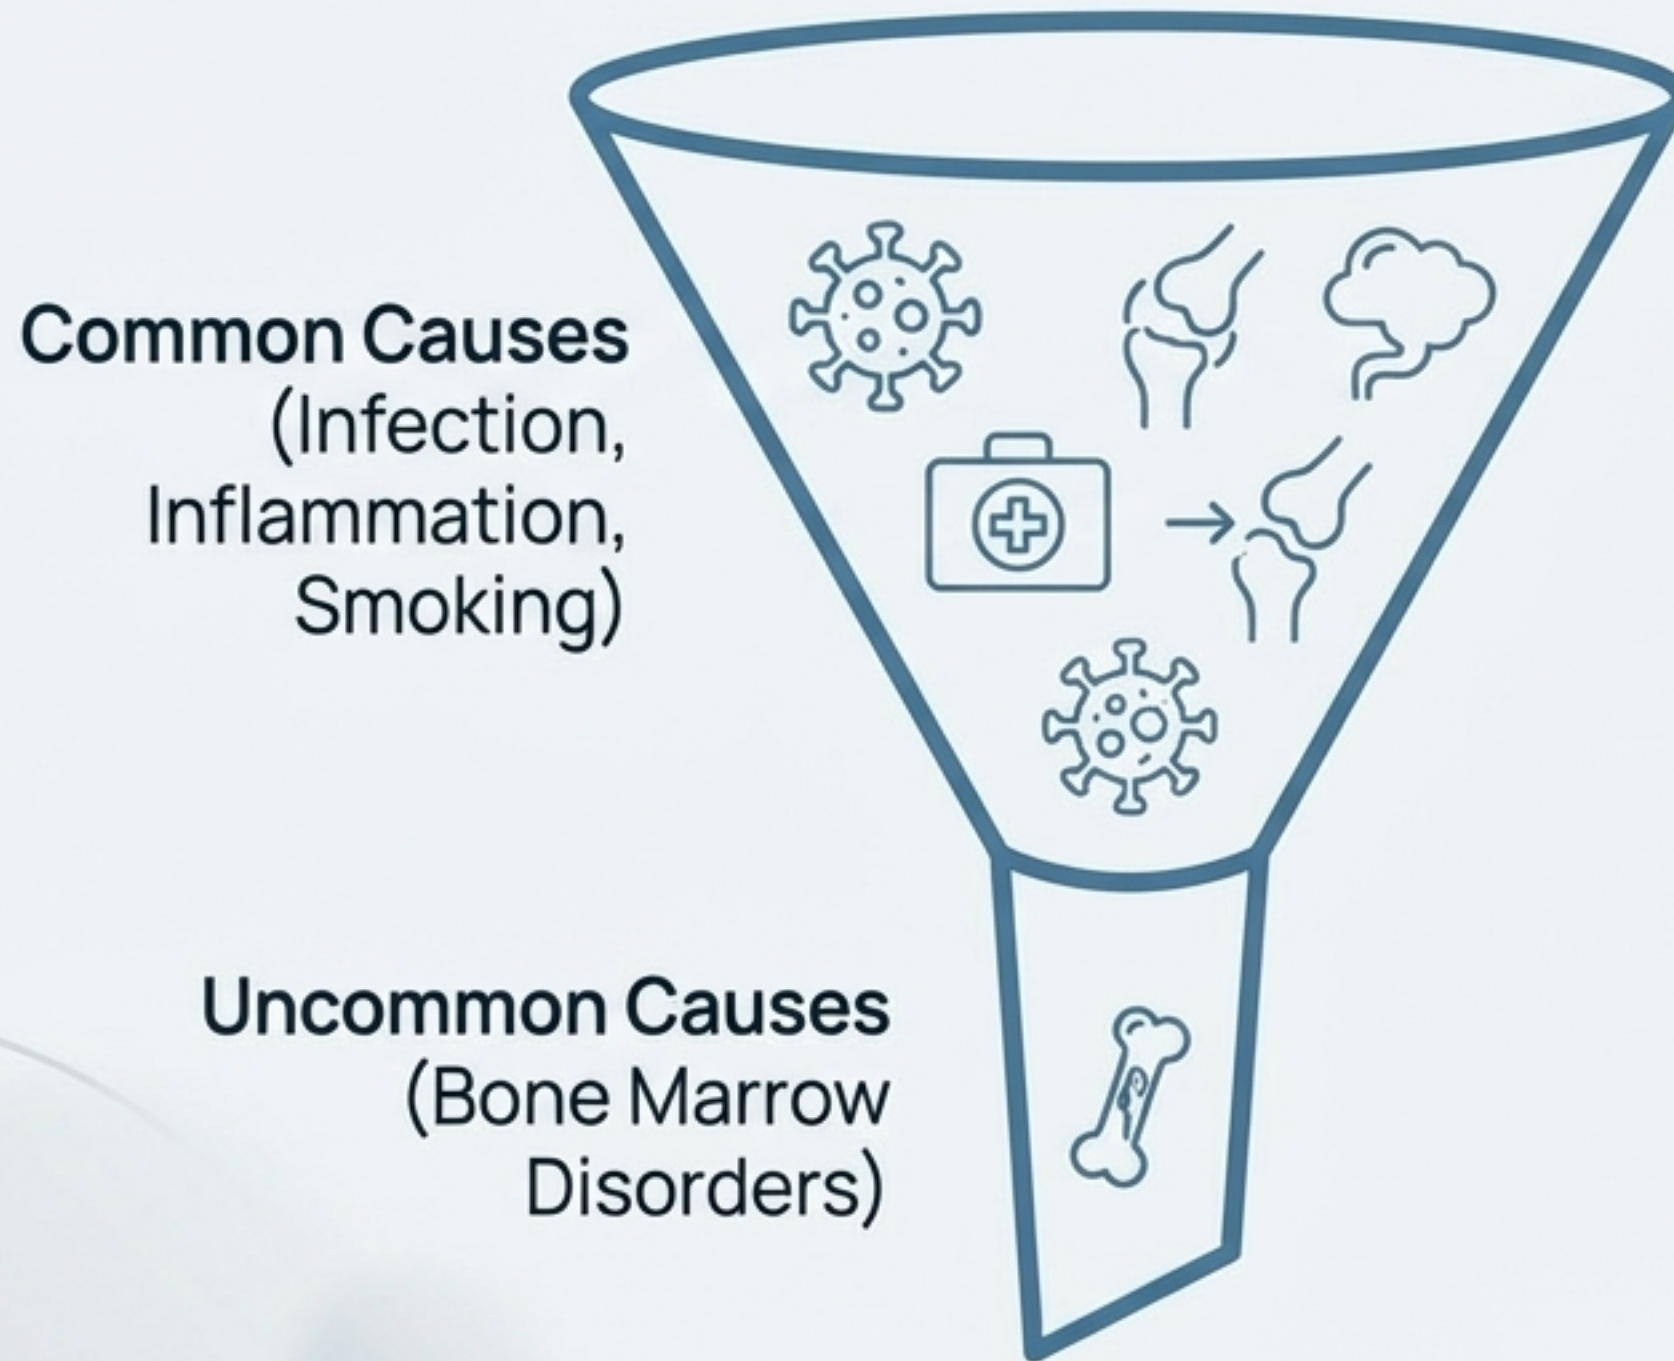 Common Causes
(Infection,
Inflammation,
Smoking)
Uncommon Causes
(Bone Marrow
Disorders)